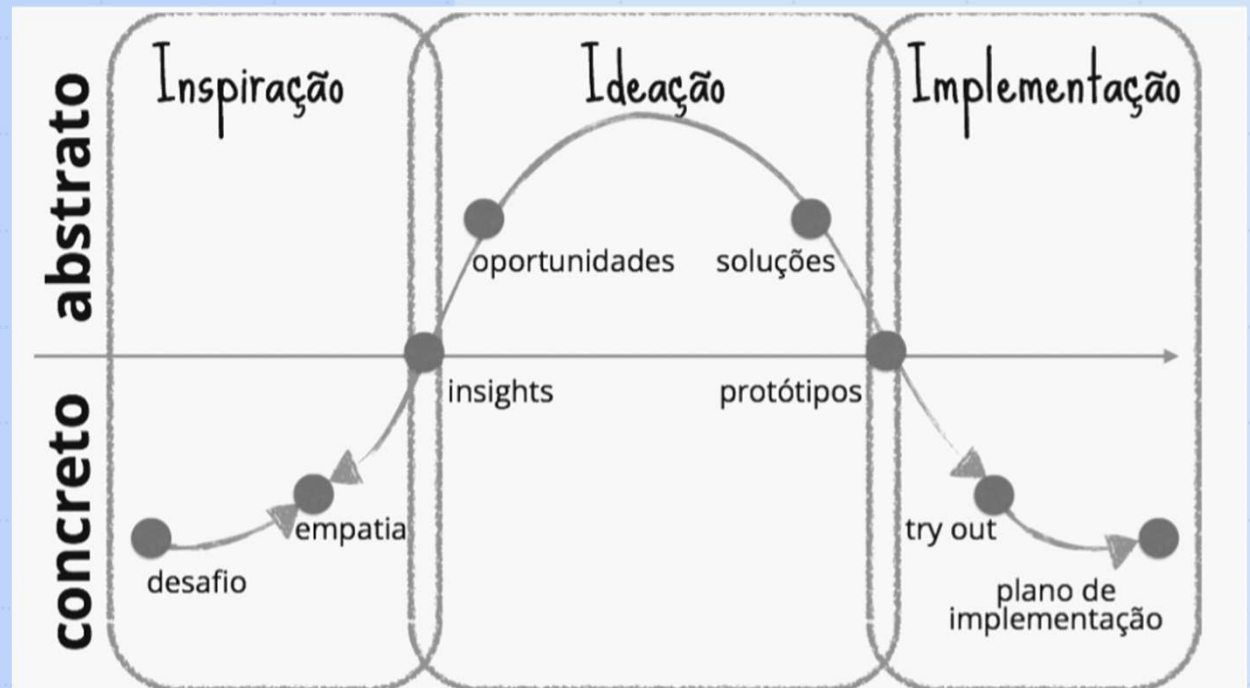 Inspiração
Ideação
Implementação
abstrato
concreto
oportunidades
soluções
insights
protótipos
empatia
try out
desafio
plano de
implementação